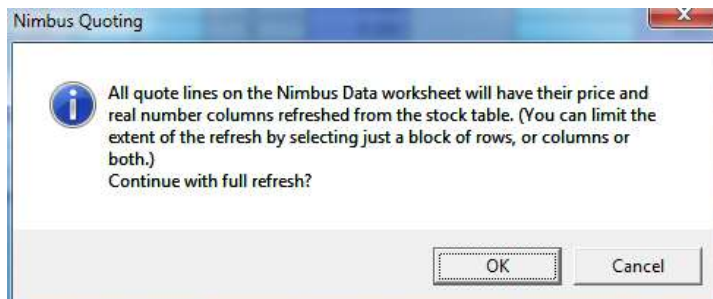 Nimbus Quoting
All quote lines on the Nimbus Data worksheet will have their price and
real number columns refreshed from the stock table. (You can limit the
extent of the refresh by selecting just a block of rows, or columns or
both.)
Continue with full refresh?
OK
Cancel